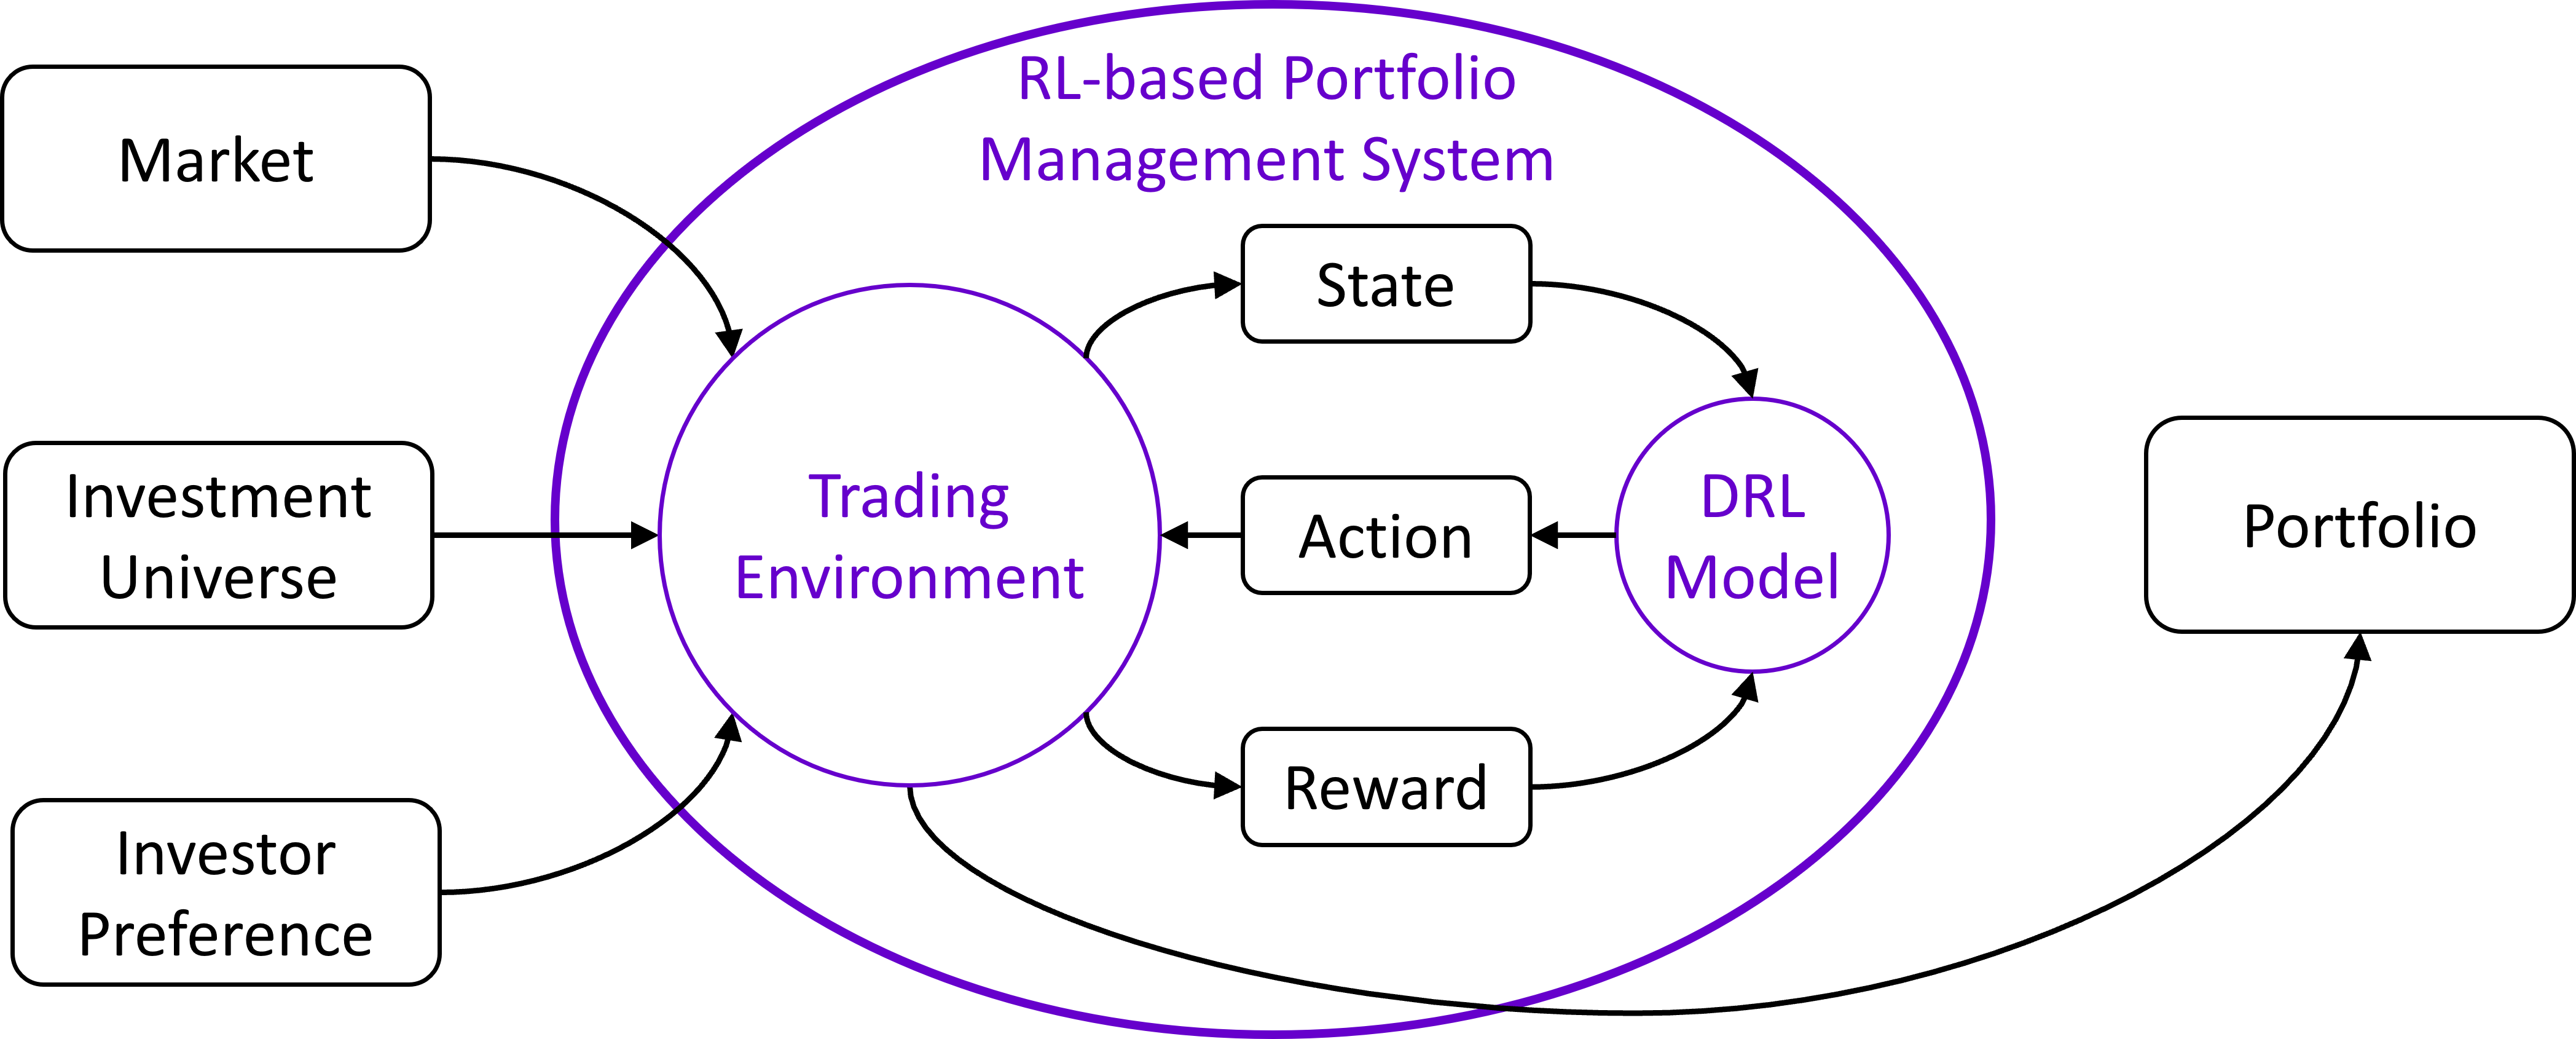 RL-based Portfolio
Management System
Market
Investment
Universe
Investor
Preference
Trading
Environment
State
Action
Reward
DRL
Model
Portfolio